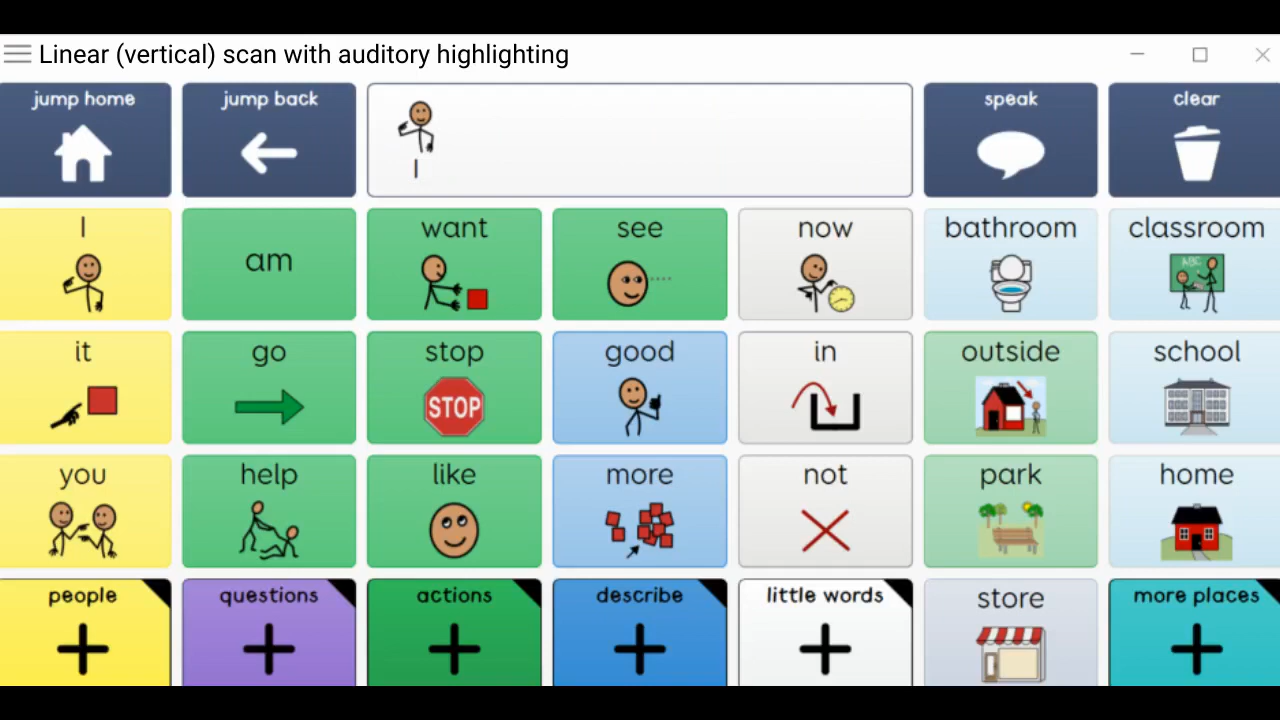 Linear (vertical) scan with auditory highlighting
jump home
jump back
I
speak
clear
I
am
want
see
now
bathroom
classroom
ABC
it
go
stop
STOP
good
in
outside
school
you
help
like
more
not
park
home
people
questions
actions
describe
little words
store
more places